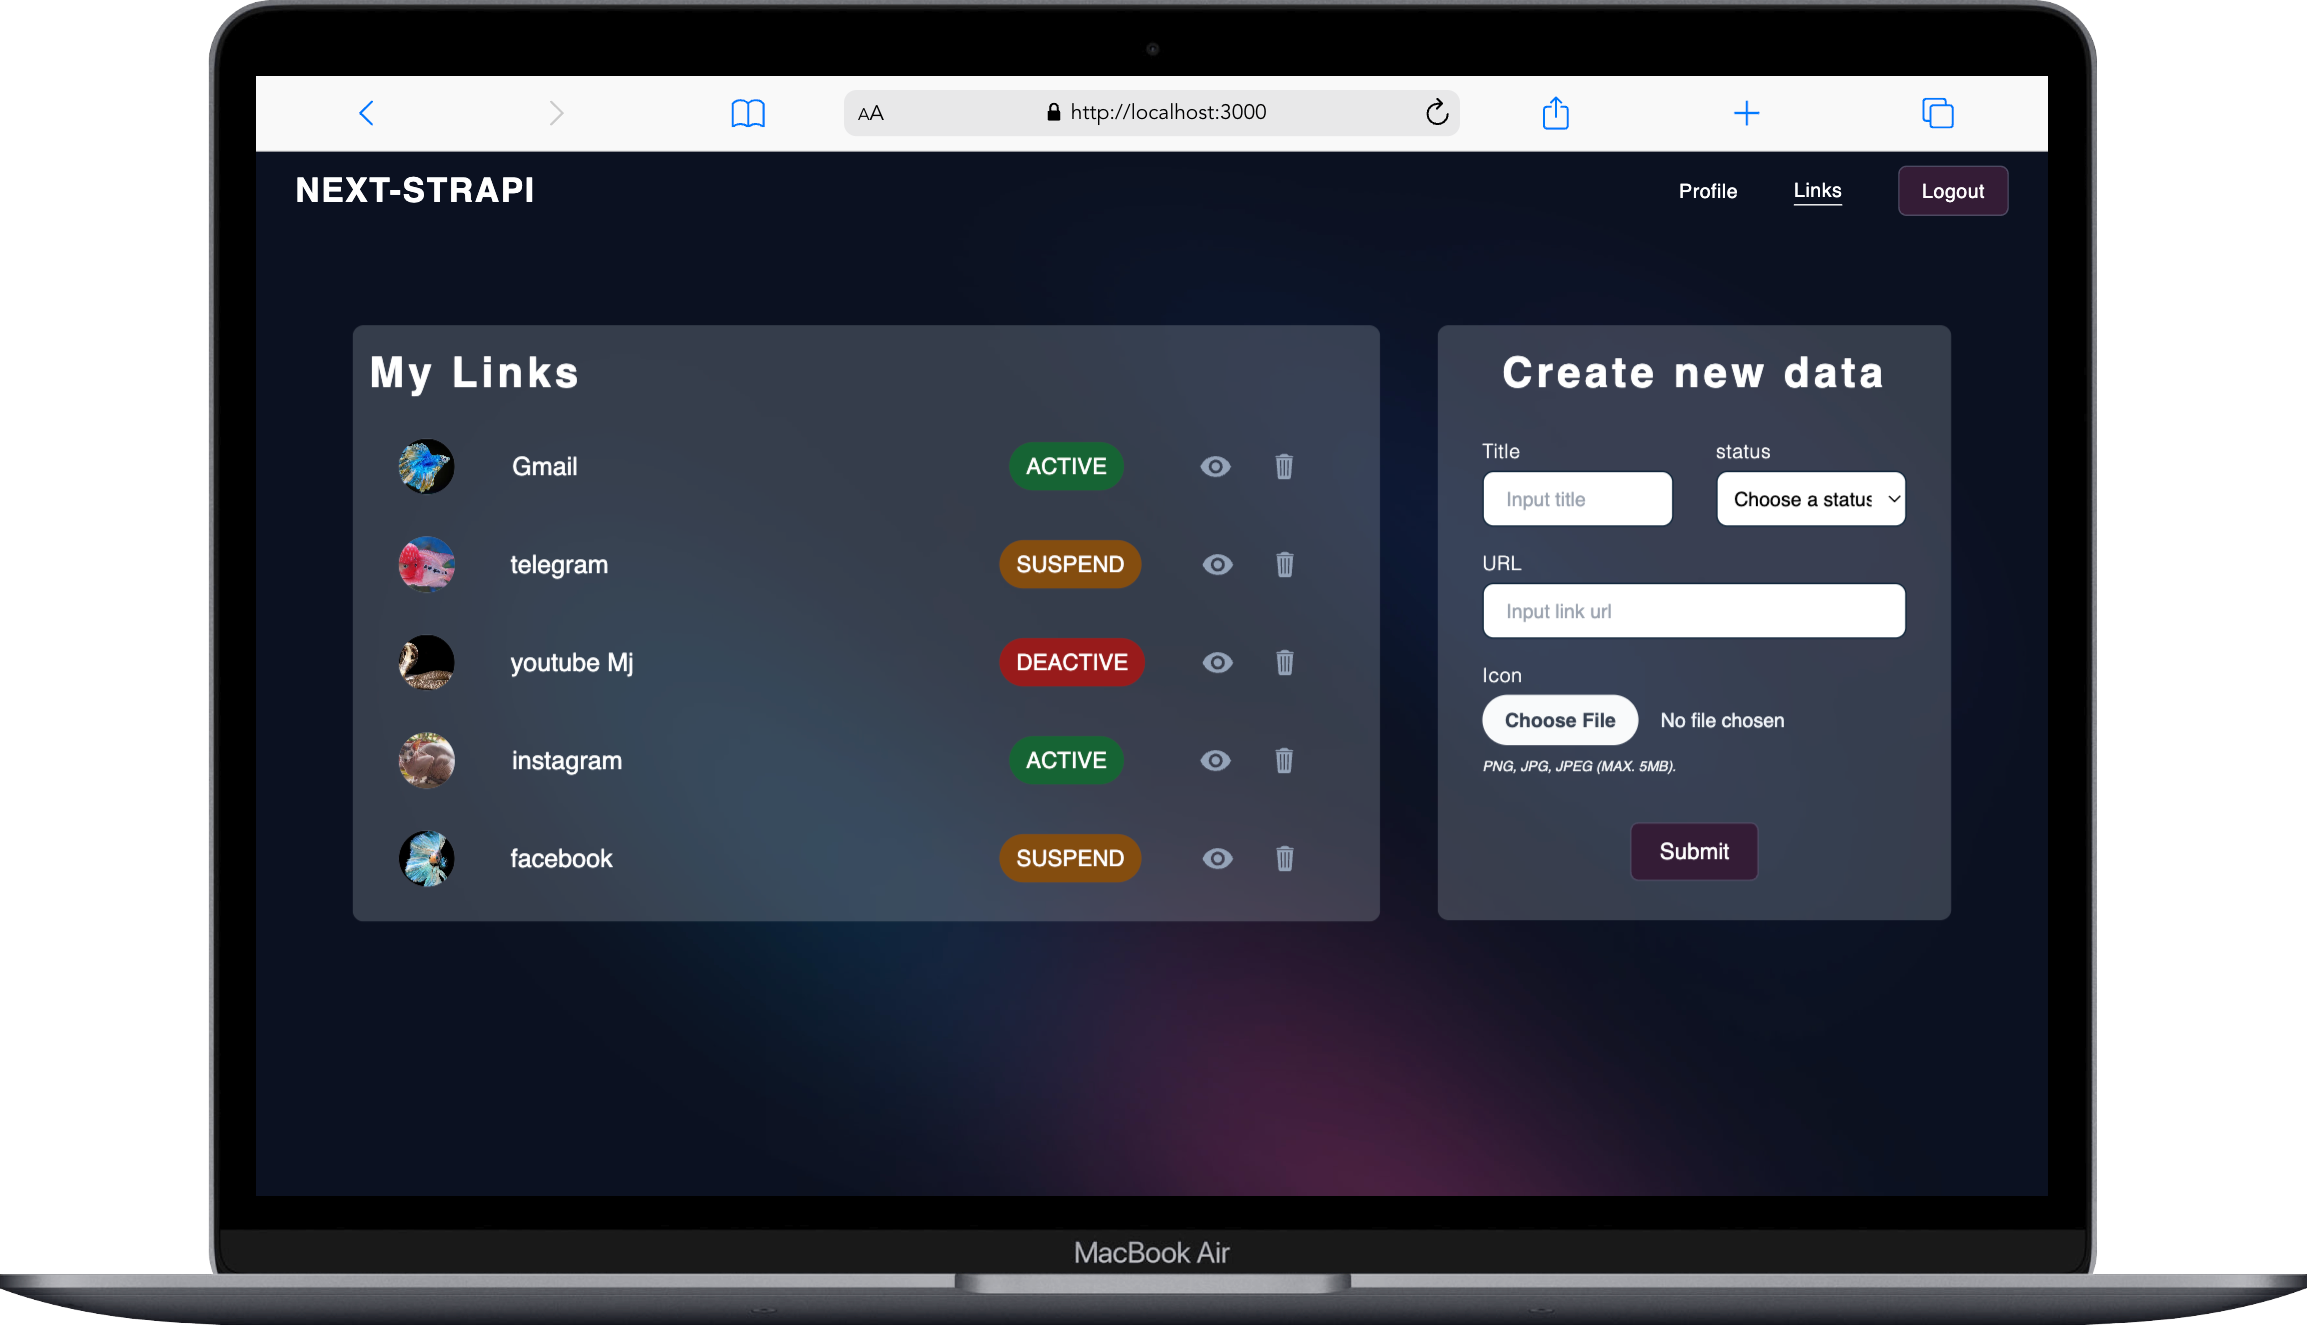 AA http://localhost:3000
NEXT-STRAPI Profile Links Logout
My Links
Gmail ACTIVE
telegram SUSPEND
youtube Mj DEACTIVE
instagram ACTIVE
facebook SUSPEND
Create new data
Title status
Input title Choose a status
URL
Input link url
Icon
Choose File No file chosen
PNG, JPG, JPEG (MAX. 5MB).
Submit
MacBook Air